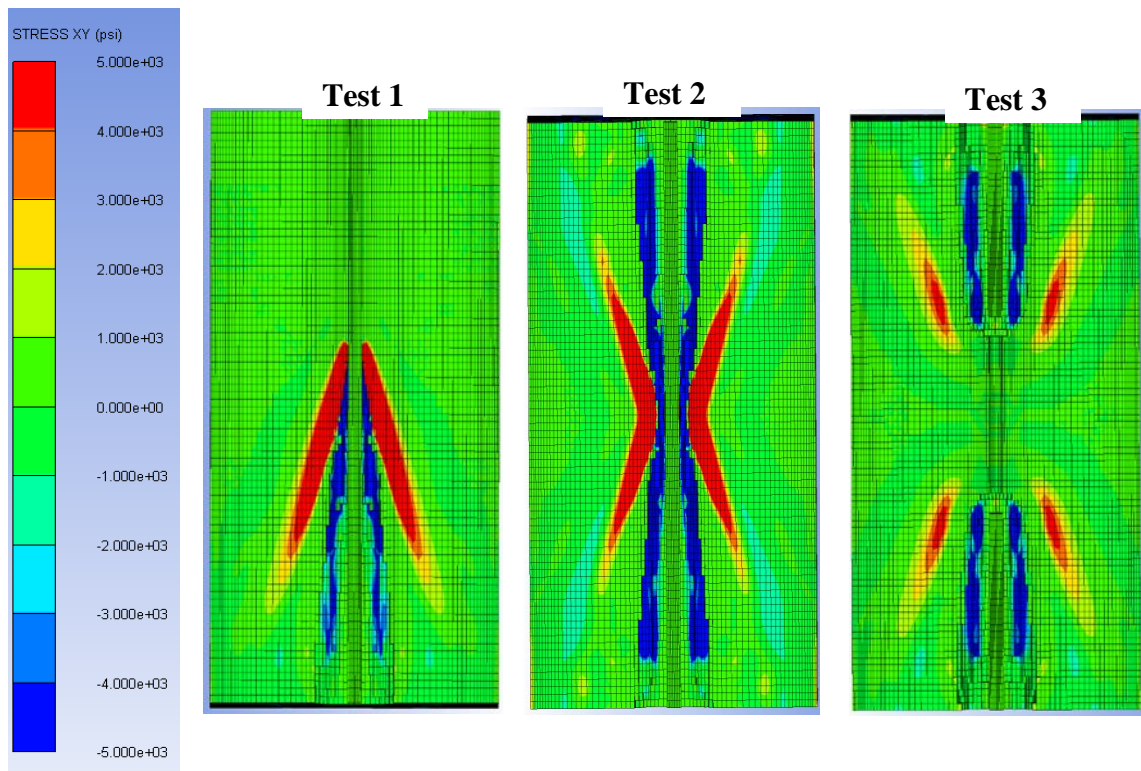 STRESS XY (psi)
5.000e+03
4.000e+03
3.000e+03
2.000e+03
1.000e+03
0.000e+00
-1.000e+03
-2.000e+03
-3.000e+03
-4.000e+03
-5.000e+03
Test 1
Test 2
Test 3